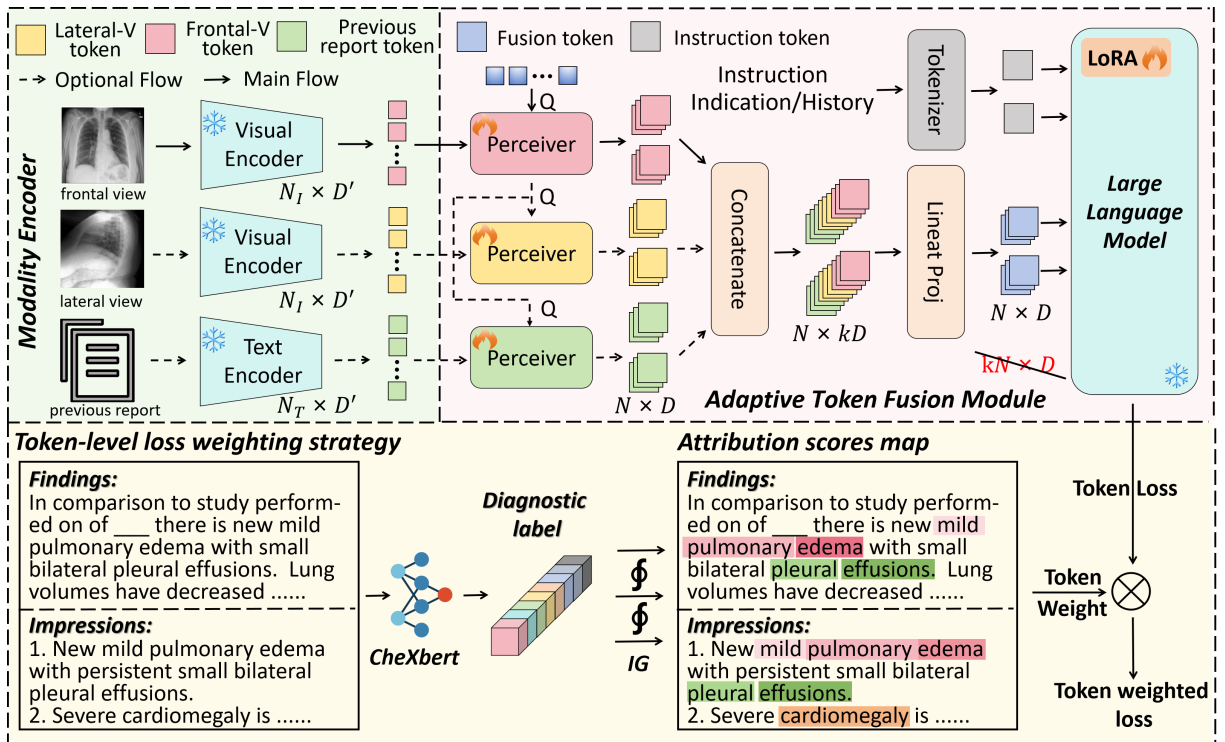 Lateral-V
token
Frontal-V
token
Previous
report token
Optional Flow
Main Flow
Modality Encoder
frontal view
Visual
Encoder
N_I × D′
lateral view
Visual
Encoder
N_I × D′
previous report
Text
Encoder
N_T × D′
Fusion token
Instruction token
Q
Perceiver
Q
Perceiver
Q
Perceiver
N × D
Concatenate
N × kD
Instruction
Indication/History
Tokenizer
Lineat Proj
N × D
kN × D
LoRA
Large
Language
Model
Adaptive Token Fusion Module
Token-level loss weighting strategy
Findings:
In comparison to study perform-
ed on of ___ there is new mild
pulmonary edema with small
bilateral pleural effusions. Lung
volumes have decreased ......
Impressions:
1. New mild pulmonary edema
with persistent small bilateral
pleural effusions.
2. Severe cardiomegaly is ......
CheXbert
Diagnostic
label
∮
∮
IG
Attribution scores map
Findings:
In comparison to study perform-
ed on of ___ there is new mild
pulmonary edema with small
bilateral pleural effusions. Lung
volumes have decreased ......
Impressions:
1. New mild pulmonary edema
with persistent small bilateral
pleural effusions.
2. Severe cardiomegaly is ......
Token Loss
Token
Weight
Token weighted
loss